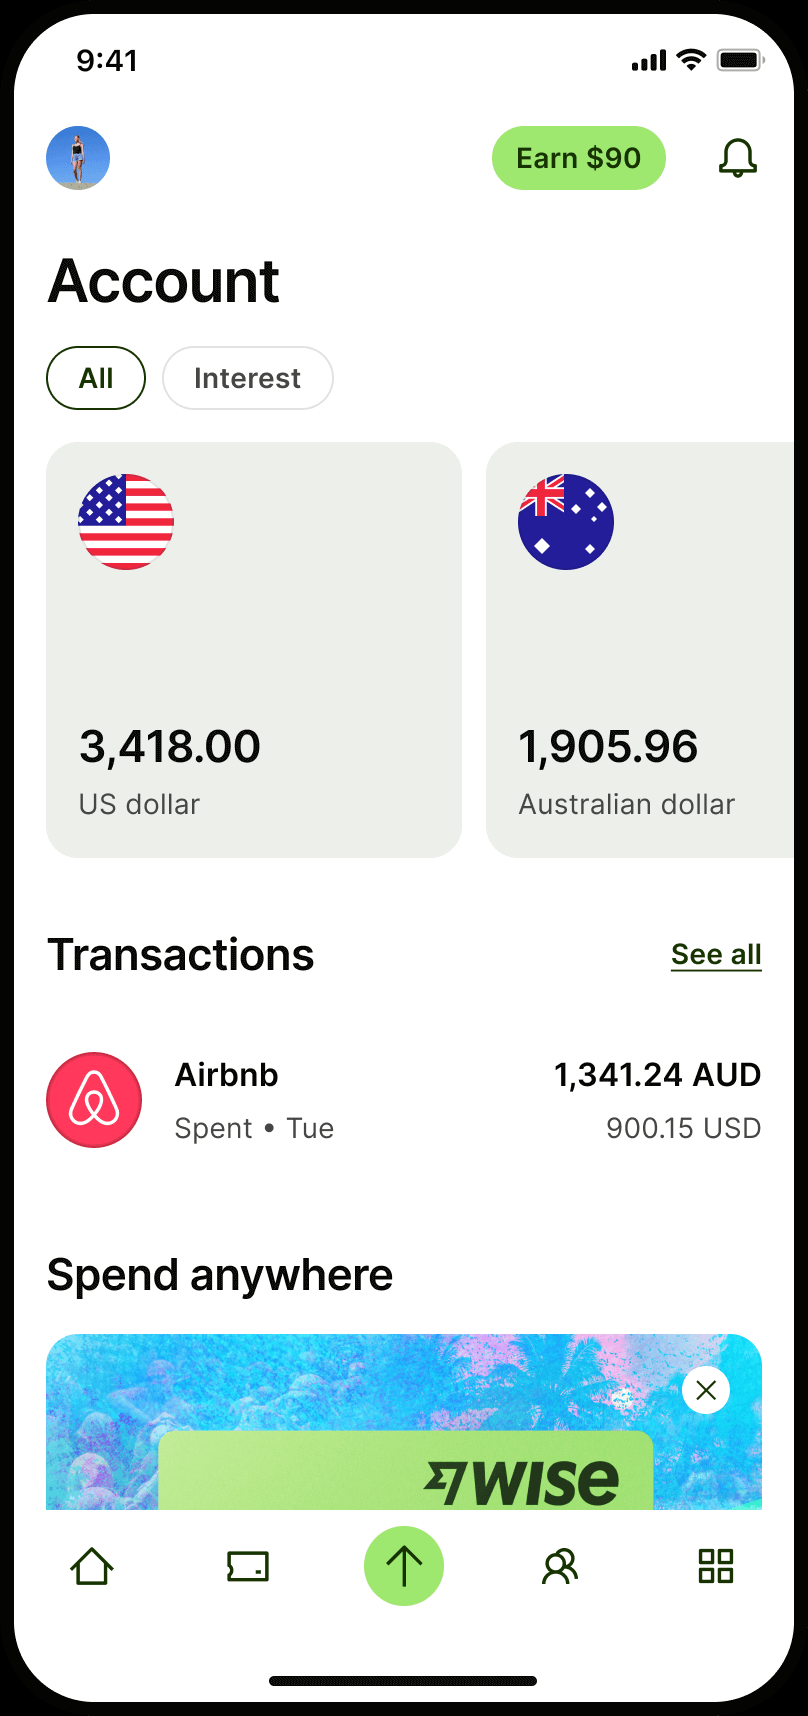 9:41
Earn $90
Account
All Interest
3,418.00
US dollar
1,905.96
Australian dollar
Transactions See all
Airbnb 1,341.24 AUD
Spent • Tue 900.15 USD
Spend anywhere
WISE